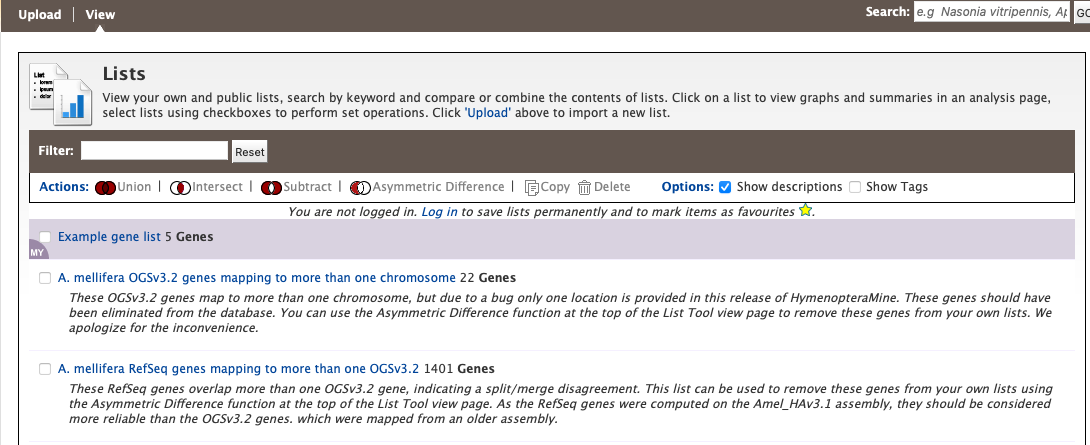 Upload | View
Search: e.g Nasonia vitripennis, Ap GO
List
lorem
ipsum
dolor
Lists
View your own and public lists, search by keyword and compare or combine the contents of lists. Click on a list to view graphs and summaries in an analysis page,
select lists using checkboxes to perform set operations. Click 'Upload' above to import a new list.
Filter: Reset
Actions: Union | Intersect | Subtract | Asymmetric Difference | Copy Delete Options: Show descriptions Show Tags
You are not logged in. Log in to save lists permanently and to mark items as favourites .
Example gene list 5 Genes
MY
A. mellifera OGSv3.2 genes mapping to more than one chromosome 22 Genes
These OGSv3.2 genes map to more than one chromosome, but due to a bug only one location is provided in this release of HymenopteraMine. These genes should have
been eliminated from the database. You can use the Asymmetric Difference function at the top of the List Tool view page to remove these genes from your own lists. We
apologize for the inconvenience.
A. mellifera RefSeq genes mapping to more than one OGSv3.2 1401 Genes
These RefSeq genes overlap more than one OGSv3.2 gene, indicating a split/merge disagreement. This list can be used to remove these genes from your own lists using
the Asymmetric Difference function at the top of the List Tool view page. As the RefSeq genes were computed on the Amel_HAv3.1 assembly, they should be considered
more reliable than the OGSv3.2 genes. which were mapped from an older assembly.